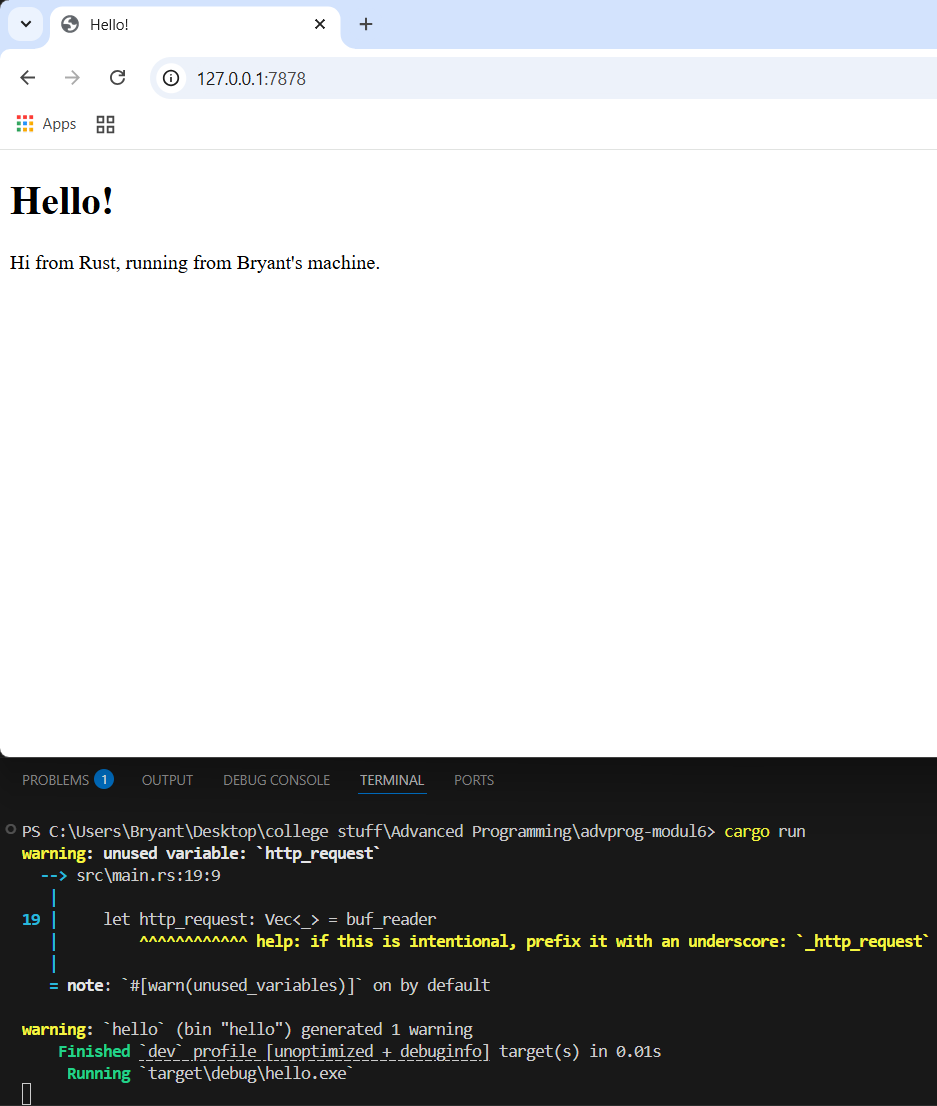 Hello!
127.0.0.1:7878
Apps
Hello!
Hi from Rust, running from Bryant's machine.
PROBLEMS 1 OUTPUT DEBUG CONSOLE TERMINAL PORTS
PS C:\Users\Bryant\Desktop\college stuff\Advanced Programming\advprog-modul6> cargo run
warning: unused variable: `http_request`
--> src\main.rs:19:9
|
19 | let http_request: Vec<_> = buf_reader
| ^^^^^^^^^^^^ help: if this is intentional, prefix it with an underscore: `_http_request`
|
= note: `#[warn(unused_variables)]` on by default
warning: `hello` (bin "hello") generated 1 warning
Finished `dev` profile [unoptimized + debuginfo] target(s) in 0.01s
Running `target\debug\hello.exe`